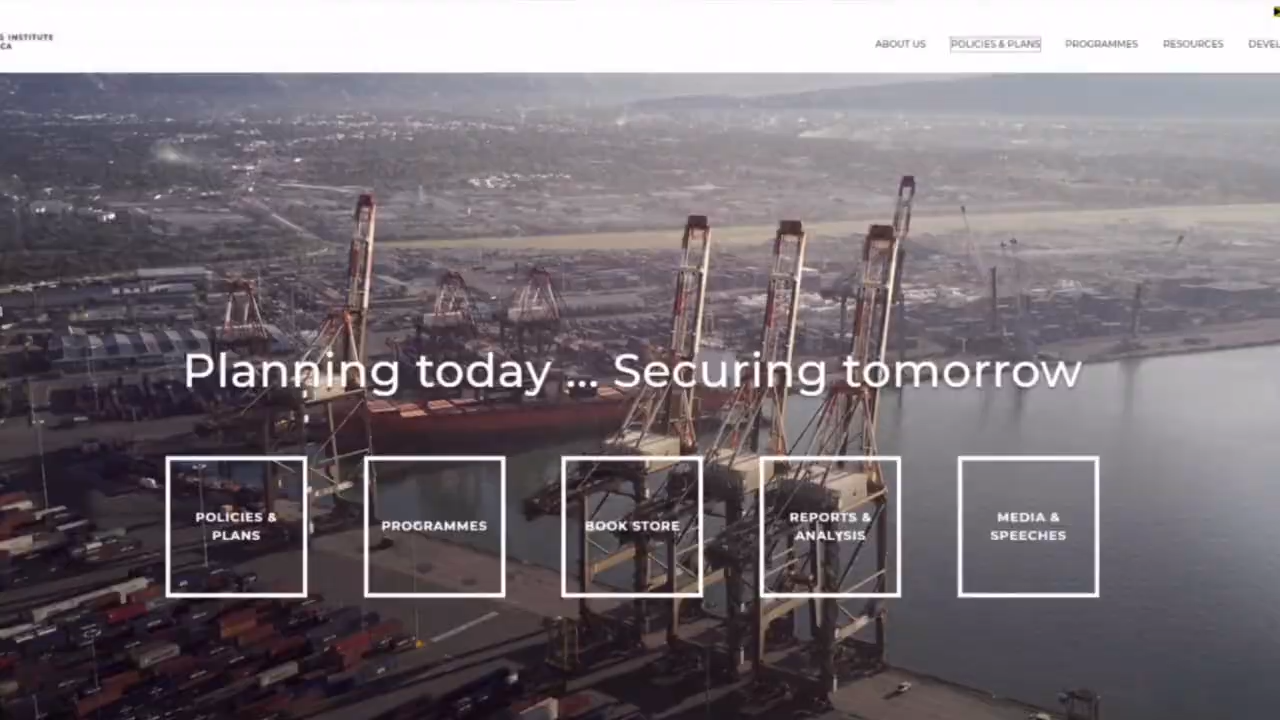 INSTITUTE
CA
ABOUT US
POLICIES & PLANS
PROGRAMMES
RESOURCES
DEVEL
Planning today ... Securing tomorrow
POLICIES &
PLANS
PROGRAMMES
BOOK STORE
REPORTS &
ANALYSIS
MEDIA &
SPEECHES